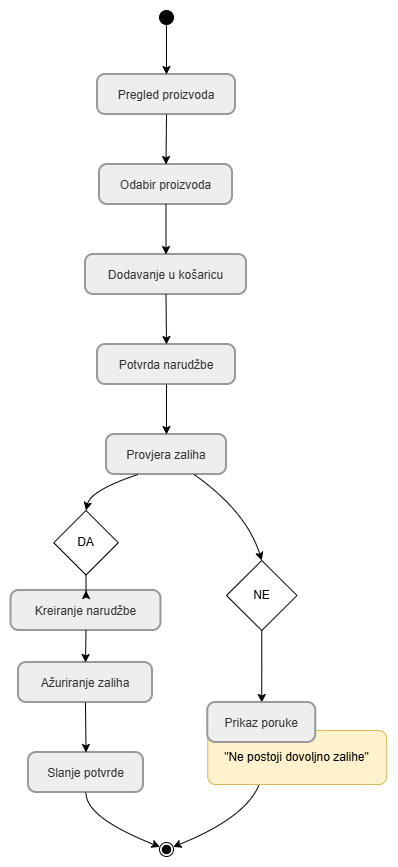 Pregled proizvoda
Odabir proizvoda
Dodavanje u košaricu
Potvrda narudžbe
Provjera zaliha
DA
NE
Kreiranje narudžbe
Ažuriranje zaliha
Prikaz poruke
"Ne postoji dovoljno zalihe"
Slanje potvrde